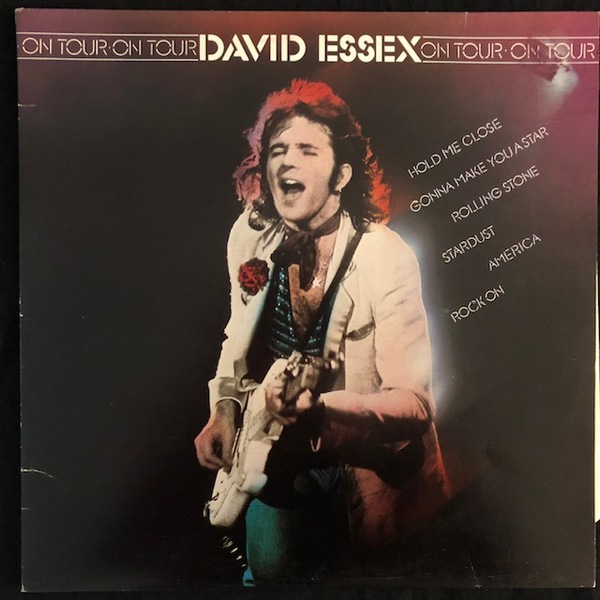 ON TOUR·ON TOUR DAVID ESSEX ON TOUR·ON TOUR
HOLD ME CLOSE
GONNA MAKE YOU A STAR
ROLLING STONE
STARDUST
AMERICA
ROCK ON